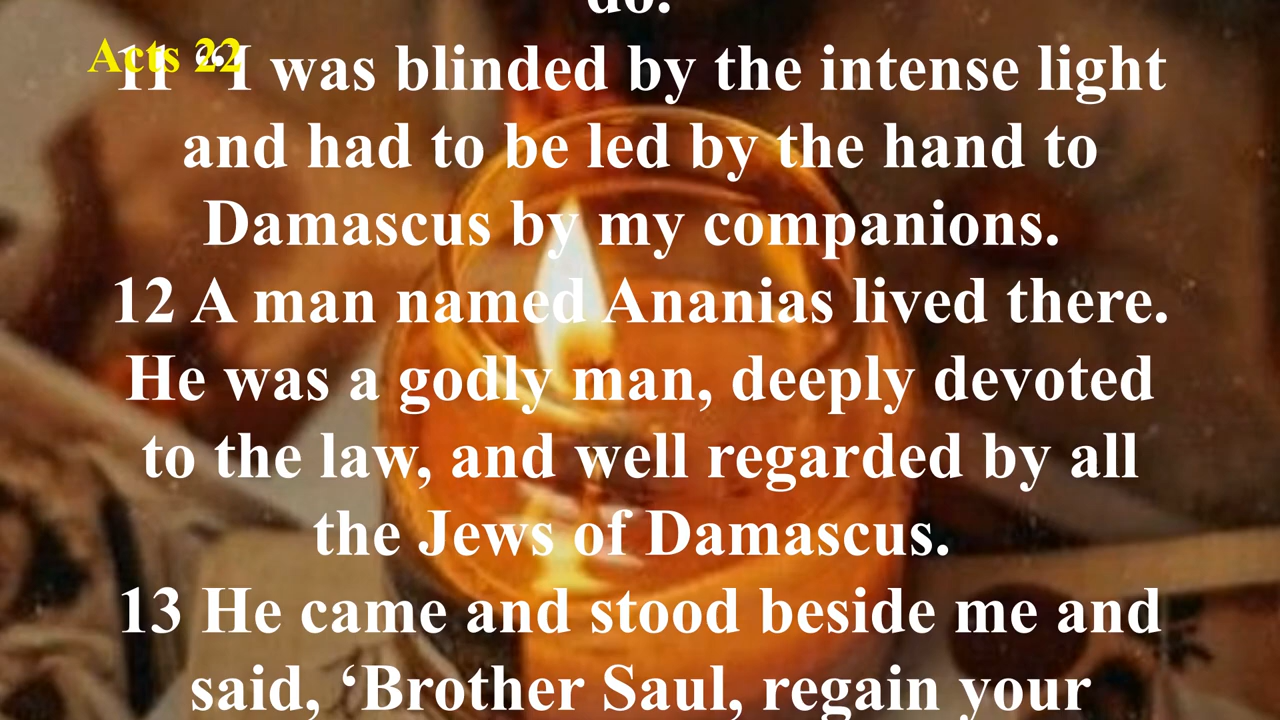 do.
Acts 22
11 “I was blinded by the intense light
and had to be led by the hand to
Damascus by my companions.
12 A man named Ananias lived there.
He was a godly man, deeply devoted
to the law, and well regarded by all
the Jews of Damascus.
13 He came and stood beside me and
said, ‘Brother Saul, regain your